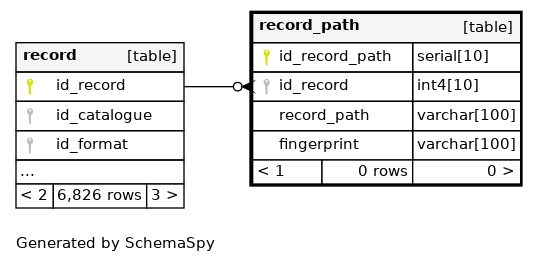 record [table]
id_record
id_catalogue
id_format
...
< 2 6,826 rows 3 >
record_path [table]
id_record_path serial[10]
id_record int4[10]
record_path varchar[100]
fingerprint varchar[100]
< 1 0 rows 0 >
Generated by SchemaSpy